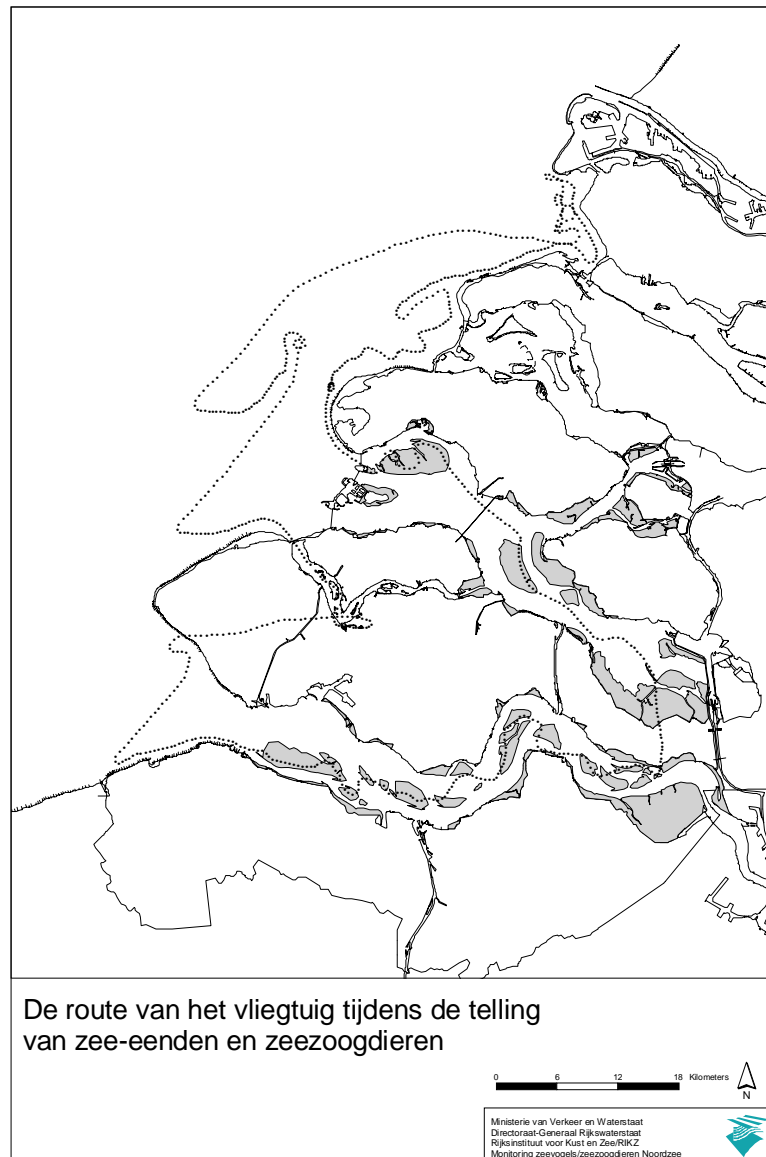 De route van het vliegtuig tijdens de telling
van zee-eenden en zeezoogdieren
0 6 12 18 Kilometers
N
Ministerie van Verkeer en Waterstaat
Directoraat-Generaal Rijkswaterstaat
Rijksinstituut voor Kust en Zee/RIKZ
Monitoring zeevogels/zeezoogdieren Noordzee